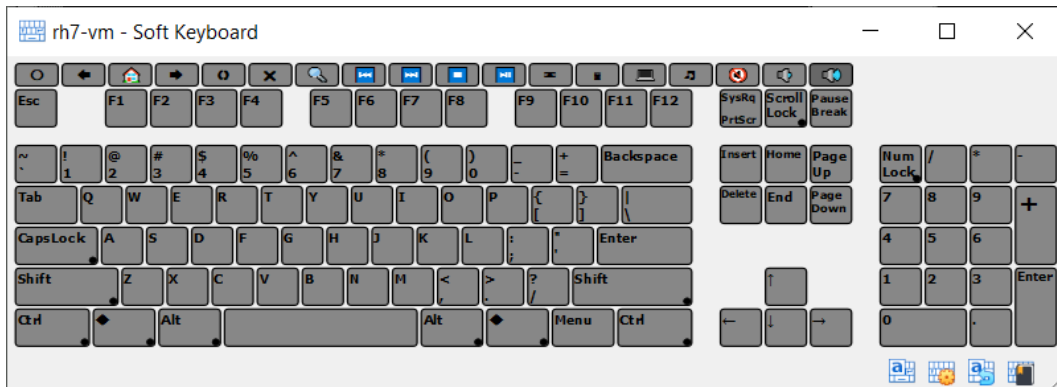 rh7-vm - Soft Keyboard
Esc F1 F2 F3 F4 F5 F6 F7 F8 F9 F10 F11 F12 SysRq PrtScr Scroll Lock Pause Break
~ ` ! 1 @ 2 # 3 $ 4 % 5 ^ 6 & 7 * 8 ( 9 ) 0 _ - + = Backspace Insert Home Page Up Num Lock / * -
Tab Q W E R T Y U I O P { [ } ] | \ Delete End Page Down 7 8 9 +
CapsLock A S D F G H J K L : ; " ' Enter 4 5 6
Shift Z X C V B N M < , > . ? / Shift ↑ 1 2 3 Enter
Ctrl ◆ Alt Alt ◆ Menu Ctrl ← ↓ → 0 .